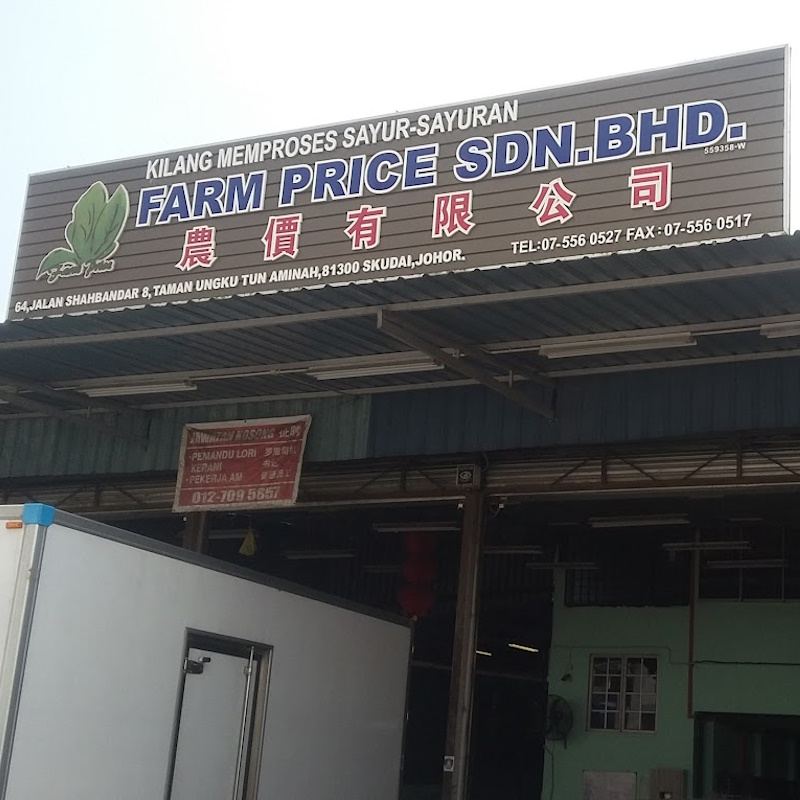 KILANG MEMPROSES SAYUR-SAYURAN
FARM PRICE SDN.BHD.
559358-W
農價有限公司
TEL:07-556 0527 FAX:07-556 0517
64,JALAN SHAHBANDAR 8,TAMAN UNGKU TUN AMINAH,81300 SKUDAI,JOHOR.
JAWATAN KOSONG
·PEMANDU LORI
KERANI
·PEKERJA AM
012-709 5657